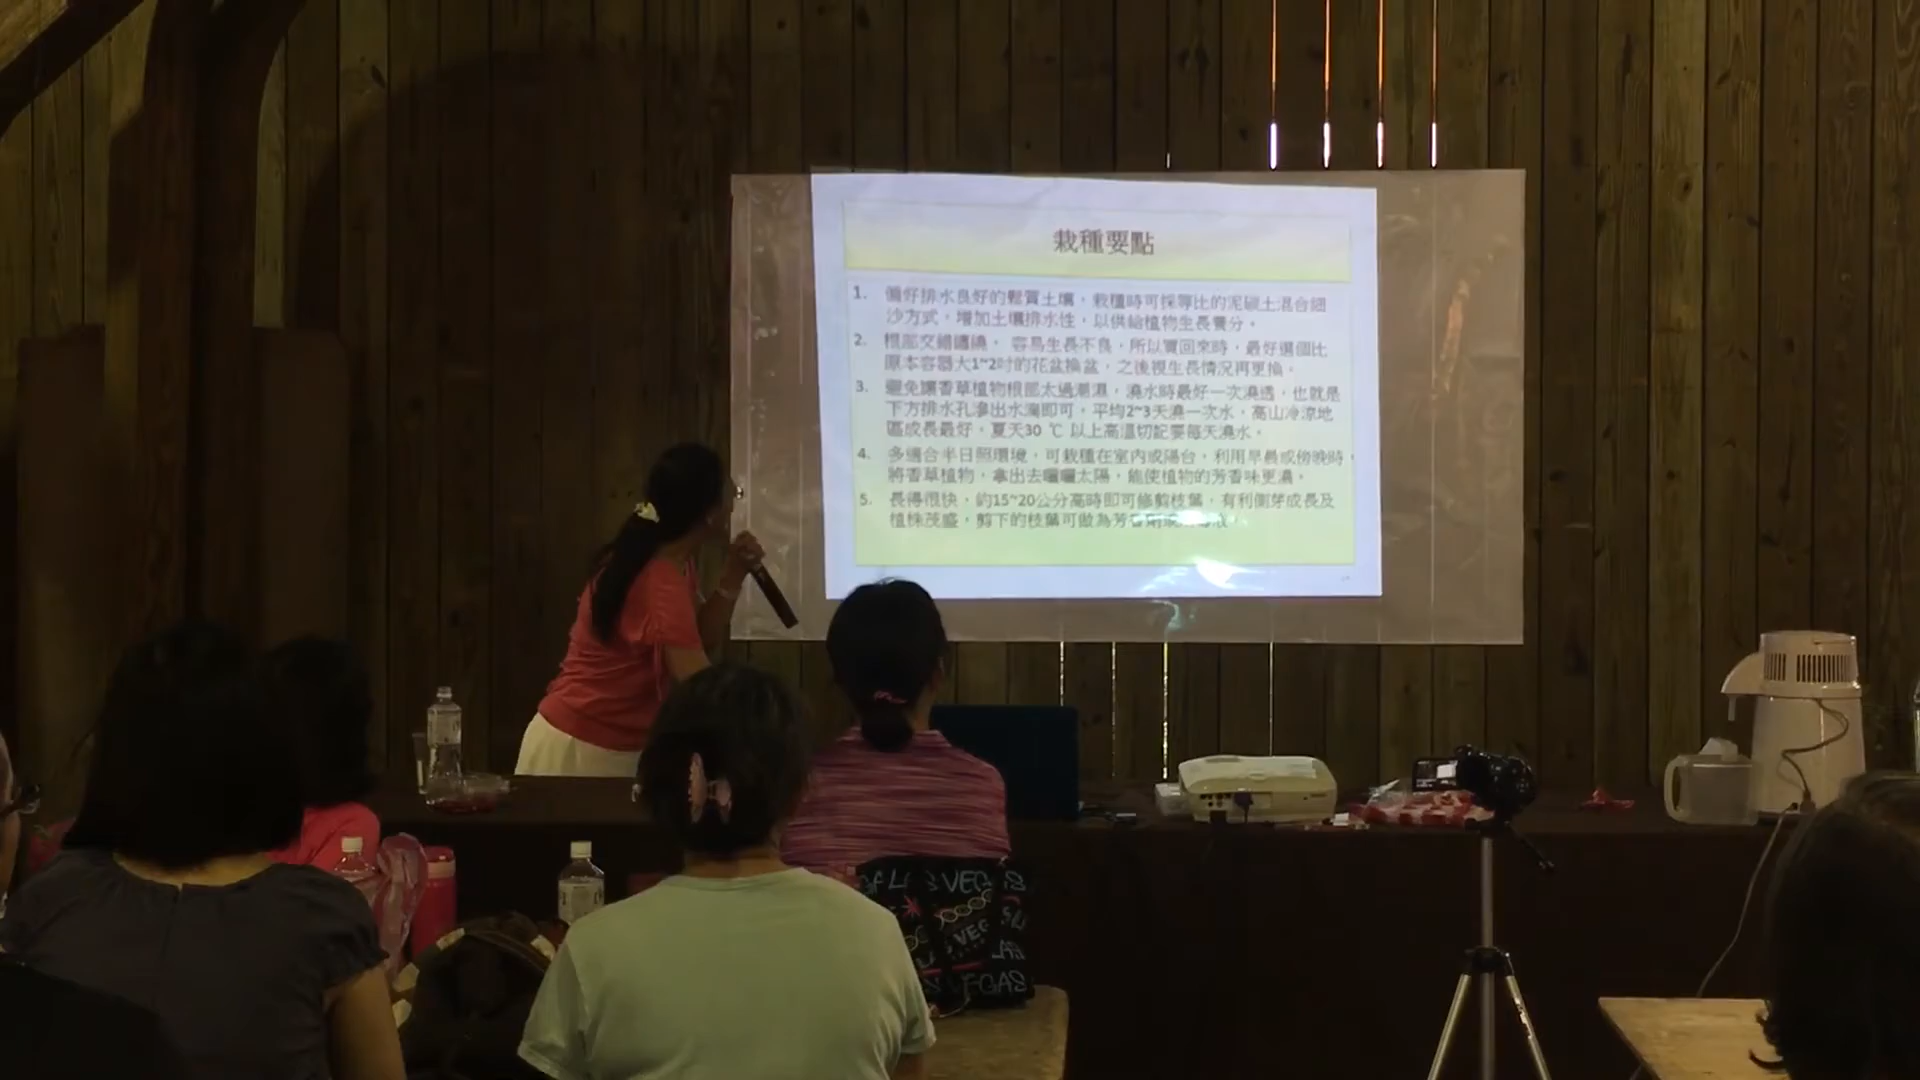 栽種要點
1. 偏好排水良好的鬆質土壤，栽種時可採等比的泥碳土混合細
沙方式，增加土壤排水性，以供給植物生長養分。
2. 根部交錯纏繞，容易生長不良，所以買回來時，最好選個比
原本容器大1~2吋的花盆換盆，之後視生長情況再更換。
3. 避免讓香草植物根部太過潮濕，澆水時最好一次澆透，也就是
下方排水孔滲出水滴即可，平均2~3天澆一次水，高山冷涼地
區成長最好。夏天30 ℃ 以上高溫切記要每天澆水。
4. 多適合半日照環境，可栽種在室內或陽台，利用早晨或傍晚時，
將香草植物，拿出去曬曬太陽，能使植物的芳香味更濃。
5. 長得很快，約15~20公分高時即可修剪枝葉，有利側芽成長及
植株茂盛，剪下的枝葉可做為芳香劑
VEGAS